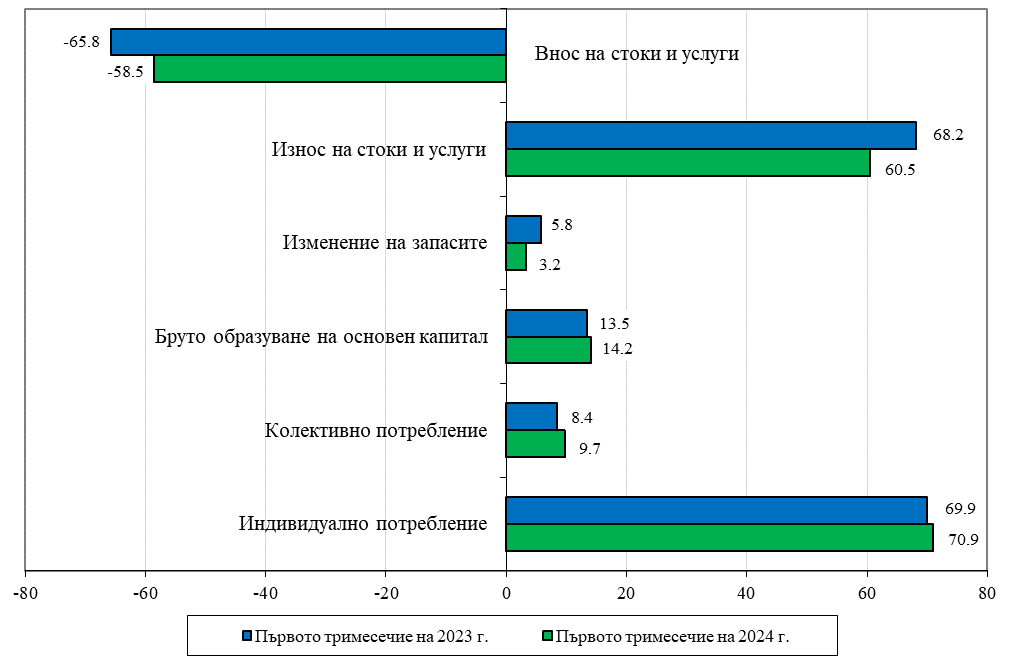 -65.8
Внос на стоки и услуги
-58.5
68.2
Износ на стоки и услуги
60.5
5.8
Изменение на запасите
3.2
13.5
Бруто образуване на основен капитал
14.2
8.4
Колективно потребление
9.7
69.9
Индивидуално потребление
70.9
-80 -60 -40 -20 0 20 40 60 80
Първото тримесечие на 2023 г. Първото тримесечие на 2024 г.